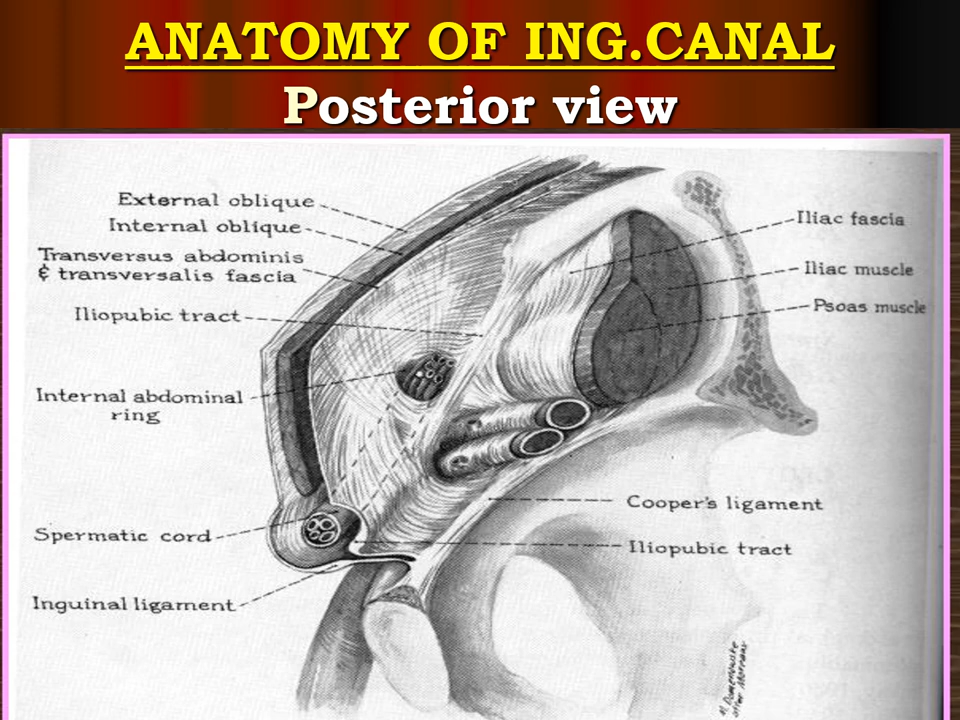 ANATOMY OF ING.CANAL
Posterior view
External oblique
Internal oblique
Transversus abdominis
& transversalis fascia
Iliopubic tract
Internal abdominal
ring
Spermatic cord
Inguinal ligament
Iliac fascia
Iliac muscle
Psoas muscle
Cooper's ligament
Iliopubic tract
after